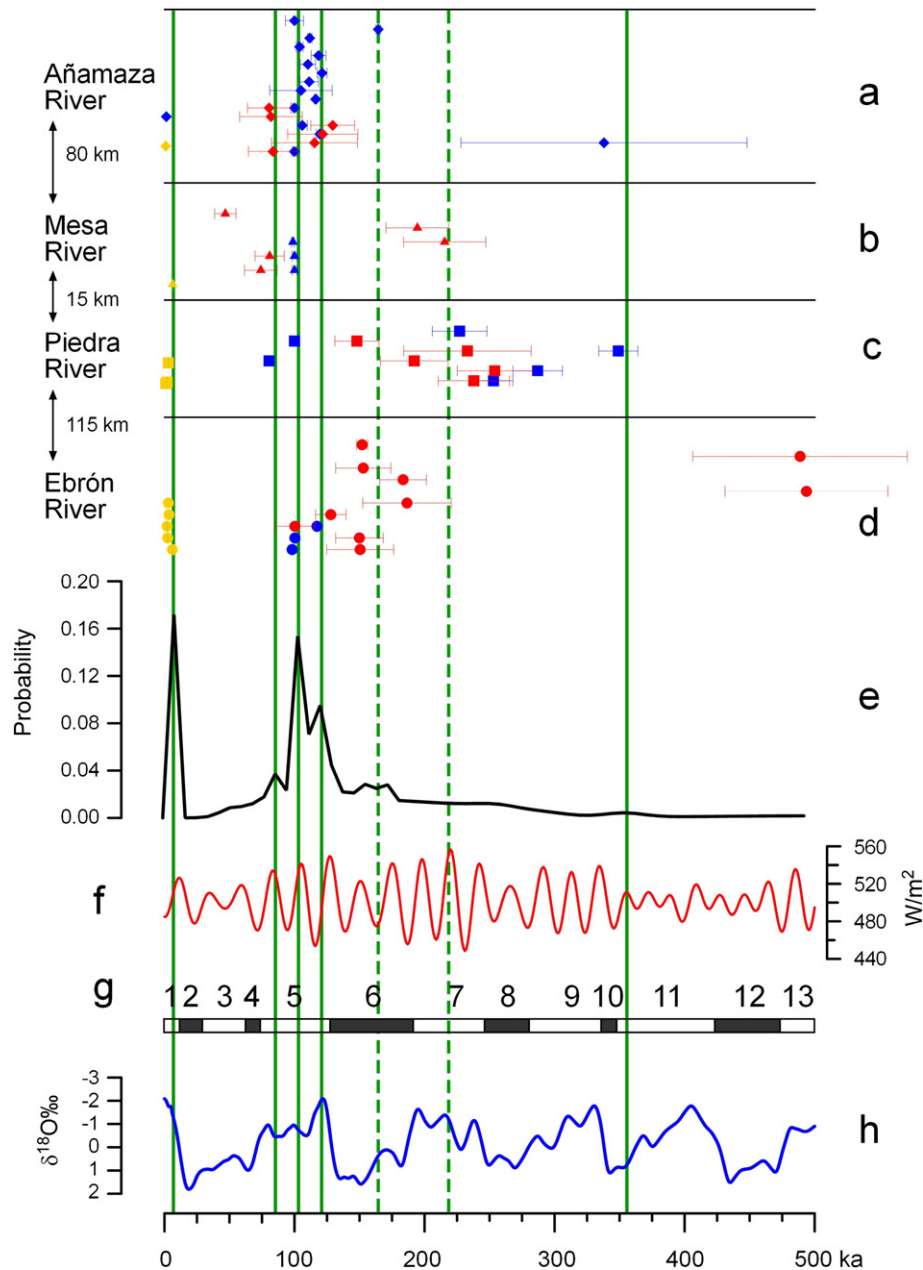 Añamaza
River
a
80 km
Mesa
River
b
15 km
Piedra
River
c
115 km
Ebrón
River
d
0.20
0.16
0.12
0.08
0.04
0.00
Probability
e
f
560
520
480
440
W/m²
g
1 2 3 4 5 6 7 8 9 10 11 12 13
-3
-2
-1
0
1
2
δ¹⁸O‰
h
0 100 200 300 400 500 ka